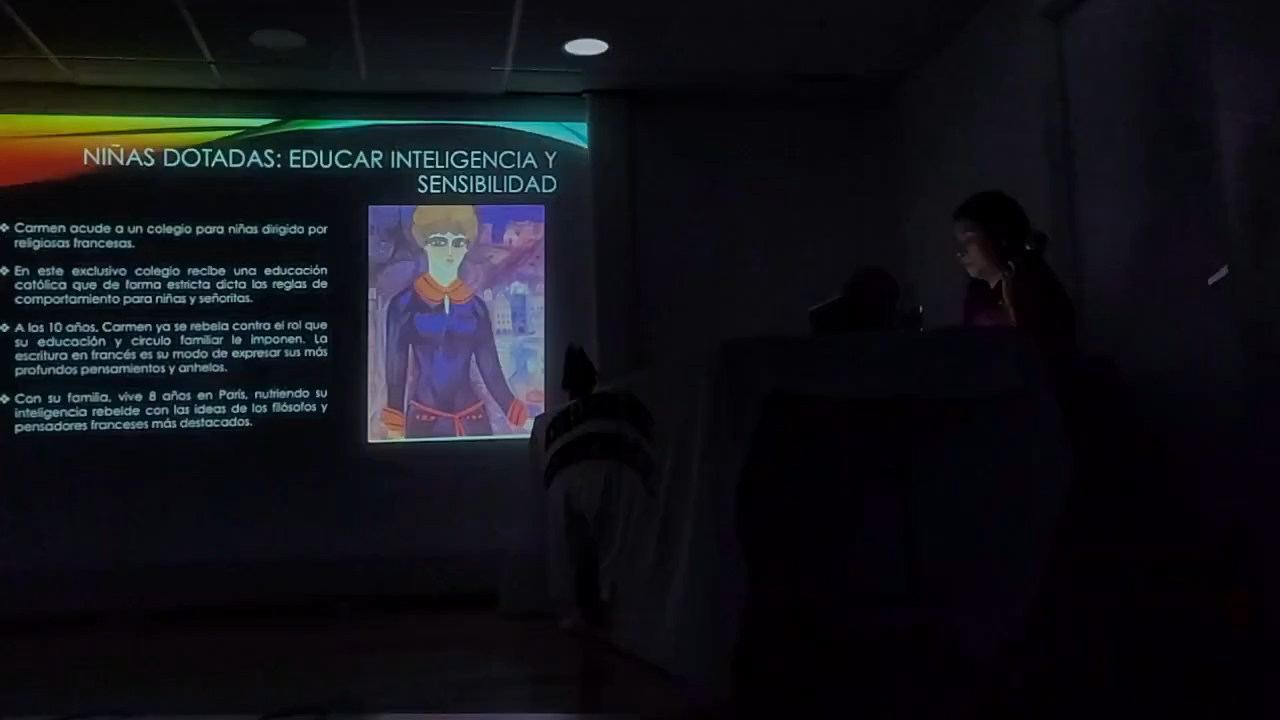 NIÑAS DOTADAS: EDUCAR INTELIGENCIA Y
SENSIBILIDAD
❖ Carmen acude a un colegio para niñas dirigido por
religiosas francesas.
❖ En este exclusivo colegio recibe una educación
católica que de forma estricta dicta las reglas de
comportamiento para niñas y señoritas.
❖ A los 10 años, Carmen ya se rebela contra el rol que
su educación y círculo familiar le imponen. La
escritura en francés es su modo de expresar sus más
profundos pensamientos y anhelos.
❖ Con su familia, vive 8 años en París, nutriendo su
inteligencia rebelde con las ideas de los filósofos y
pensadores franceses más destacados.